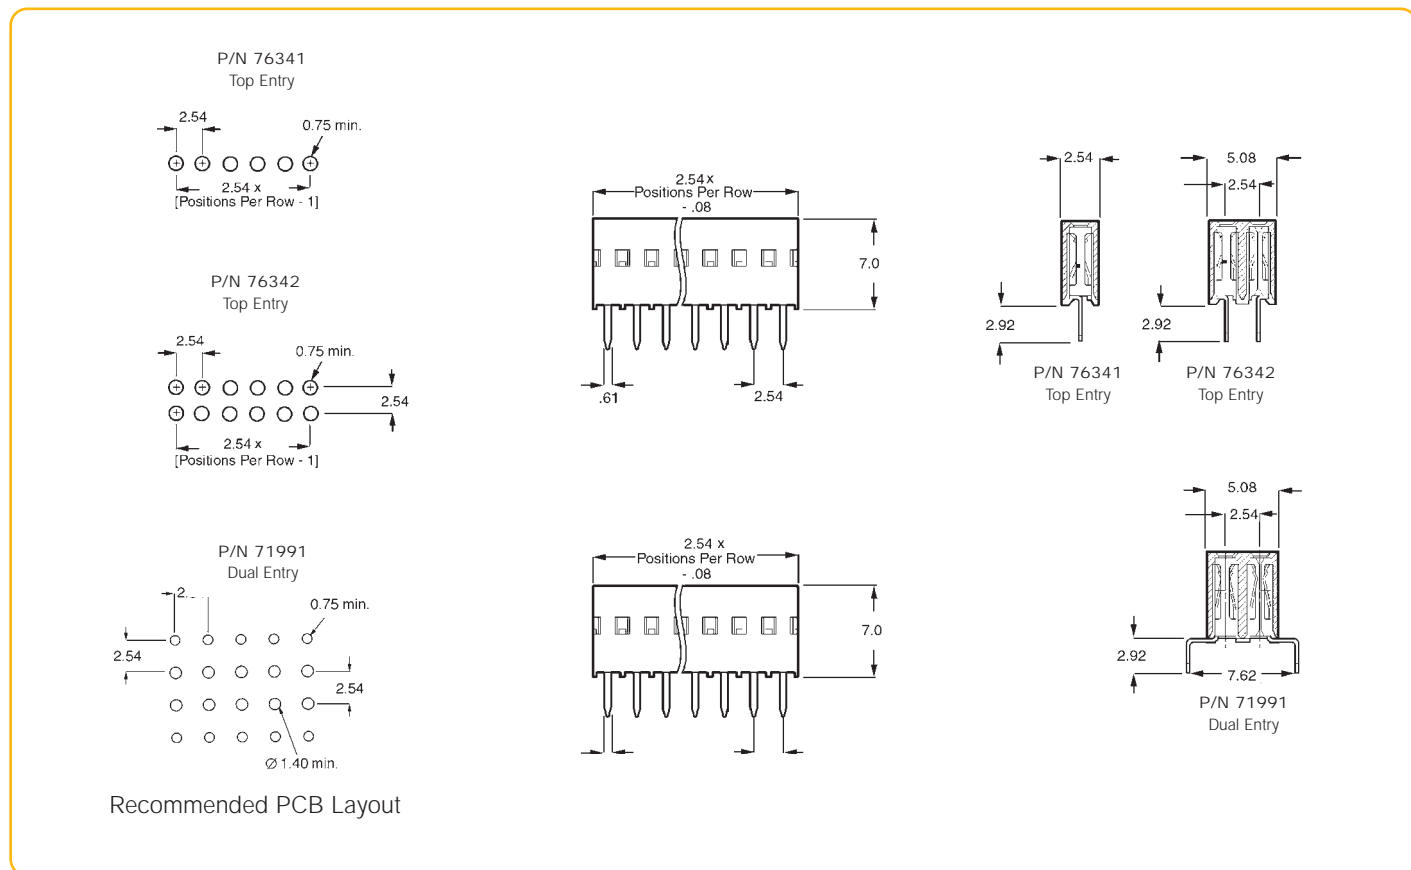 P/N 76341
Top Entry
2.54
0.75 min.
2.54 x
[Positions Per Row - 1]
P/N 76342
Top Entry
2.54
0.75 min.
2.54
2.54 x
[Positions Per Row - 1]
P/N 71991
Dual Entry
2.
0.75 min.
2.54
2.54
Ø 1.40 min.
Recommended PCB Layout
2.54 x
Positions Per Row
- .08
7.0
.61
2.54
2.54 x
Positions Per Row
- .08
7.0
2.54
2.92
P/N 76341
Top Entry
5.08
2.54
2.92
P/N 76342
Top Entry
5.08
2.54
2.92
7.62
P/N 71991
Dual Entry